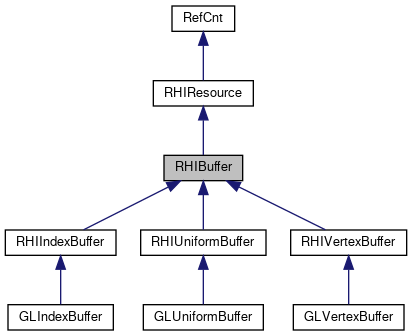 RefCnt
RHIResource
RHIBuffer
RHIIndexBuffer RHIUniformBuffer RHIVertexBuffer
GLIndexBuffer GLUniformBuffer GLVertexBuffer